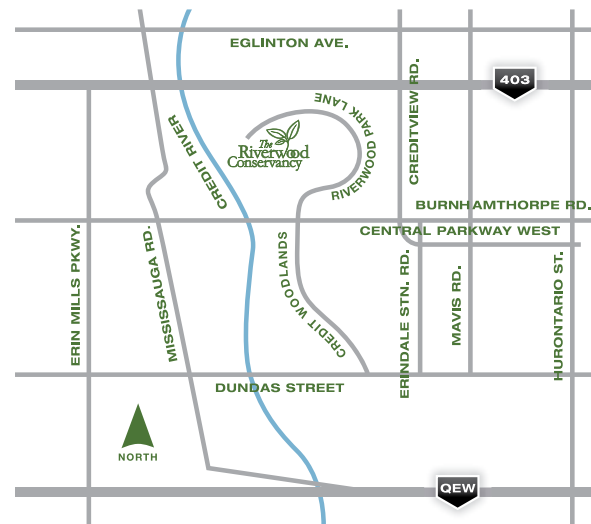 EGLINTON AVE.
403
CREDITVIEW RD.
RIVERWOOD PARK LANE
The
Riverwood
Conservancy
CREDIT RIVER
BURNHAMTHORPE RD.
CENTRAL PARKWAY WEST
ERIN MILLS PKWY.
MISSISSAUGA RD.
CREDIT WOODLANDS
ERINDALE STN. RD.
MAVIS RD.
HURONTARIO ST.
DUNDAS STREET
NORTH
QEW